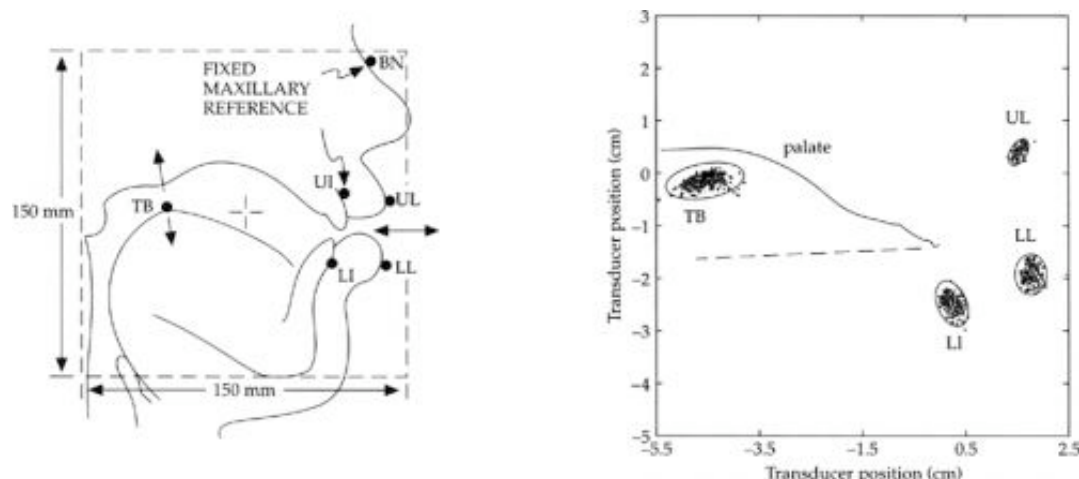 BN
FIXED
MAXILLARY
REFERENCE
UI
UL
TB
150 mm
LI
LL
150 mm
3
2
1
0
−1
−2
−3
−4
−5
Transducer position (cm)
palate
UL
TB
LL
LI
−5.5
−3.5
−1.5
0.5
2.5
Transducer position (cm)